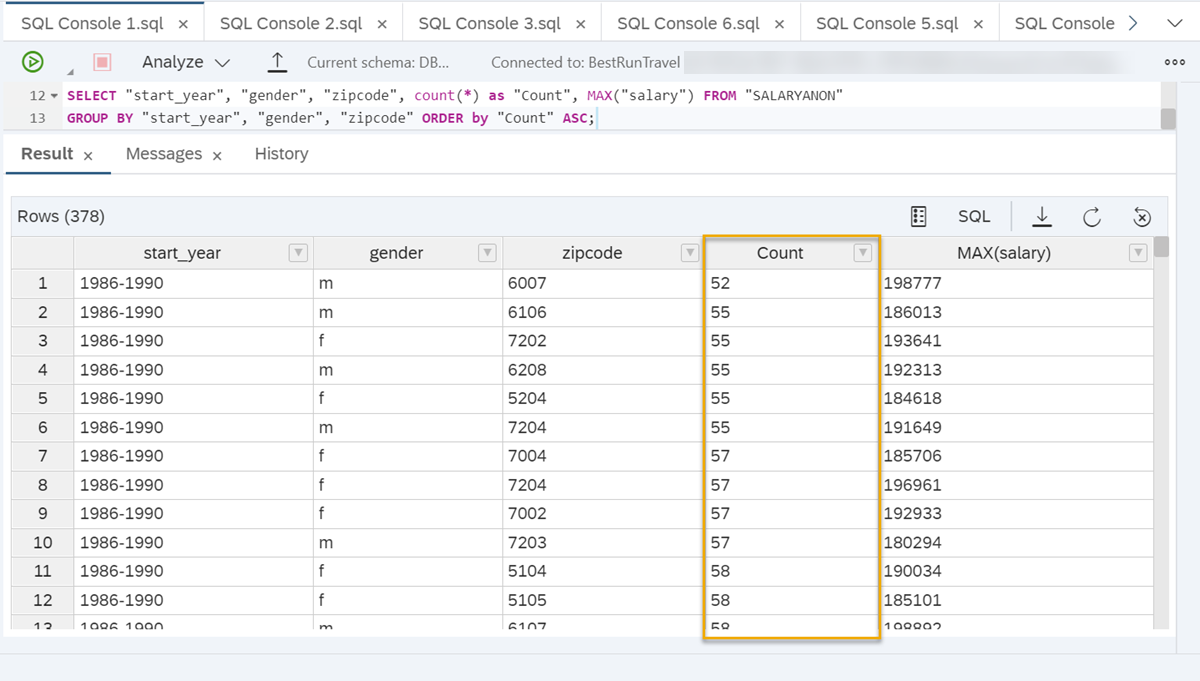 SQL Console 1.sql × SQL Console 2.sql × SQL Console 3.sql × SQL Console 6.sql × SQL Console 5.sql × SQL Console
Analyze Current schema: DB... Connected to: BestRunTravel
12 SELECT "start_year", "gender", "zipcode", count(*) as "Count", MAX("salary") FROM "SALARYANON"
13 GROUP BY "start_year", "gender", "zipcode" ORDER by "Count" ASC;
Result × Messages × History
Rows (378) SQL
start_year gender zipcode Count MAX(salary)
1 1986-1990 m 6007 52 198777
2 1986-1990 m 6106 55 186013
3 1986-1990 f 7202 55 193641
4 1986-1990 m 6208 55 192313
5 1986-1990 f 5204 55 184618
6 1986-1990 m 7204 55 191649
7 1986-1990 f 7004 57 185706
8 1986-1990 f 7204 57 196961
9 1986-1990 f 7002 57 192933
10 1986-1990 m 7203 57 180294
11 1986-1990 f 5104 58 190034
12 1986-1990 f 5105 58 185101
13 1986-1990 m 6107 58 198892